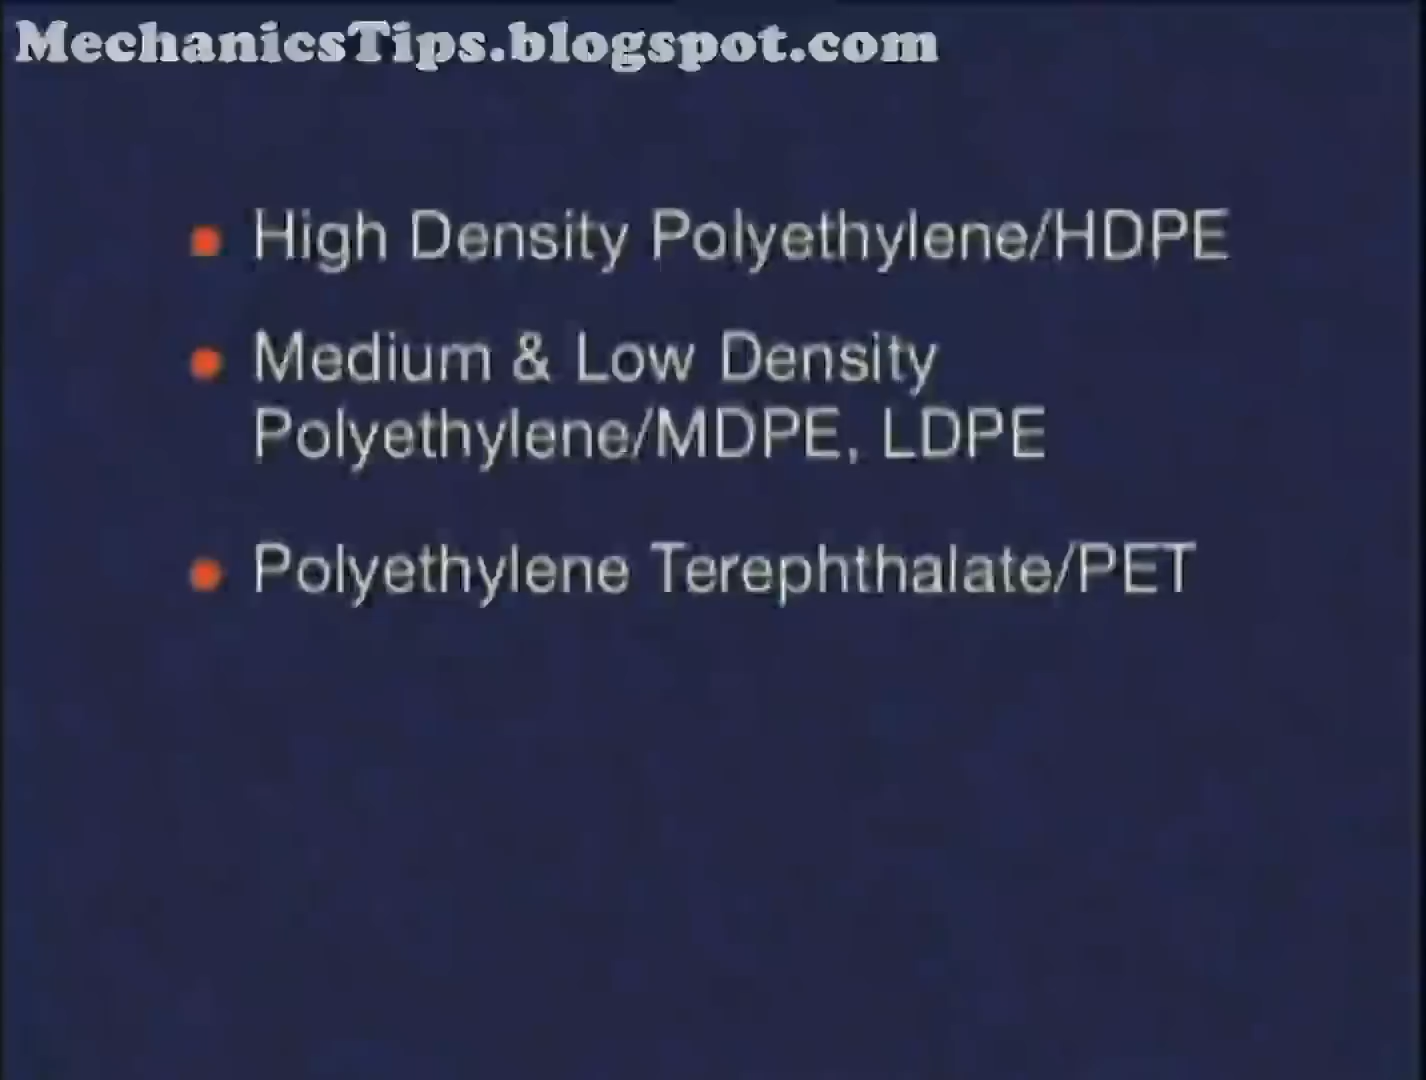 MechanicsTips.blogspot.com
High Density Polyethylene/HDPE
Medium & Low Density
Polyethylene/MDPE, LDPE
Polyethylene Terephthalate/PET